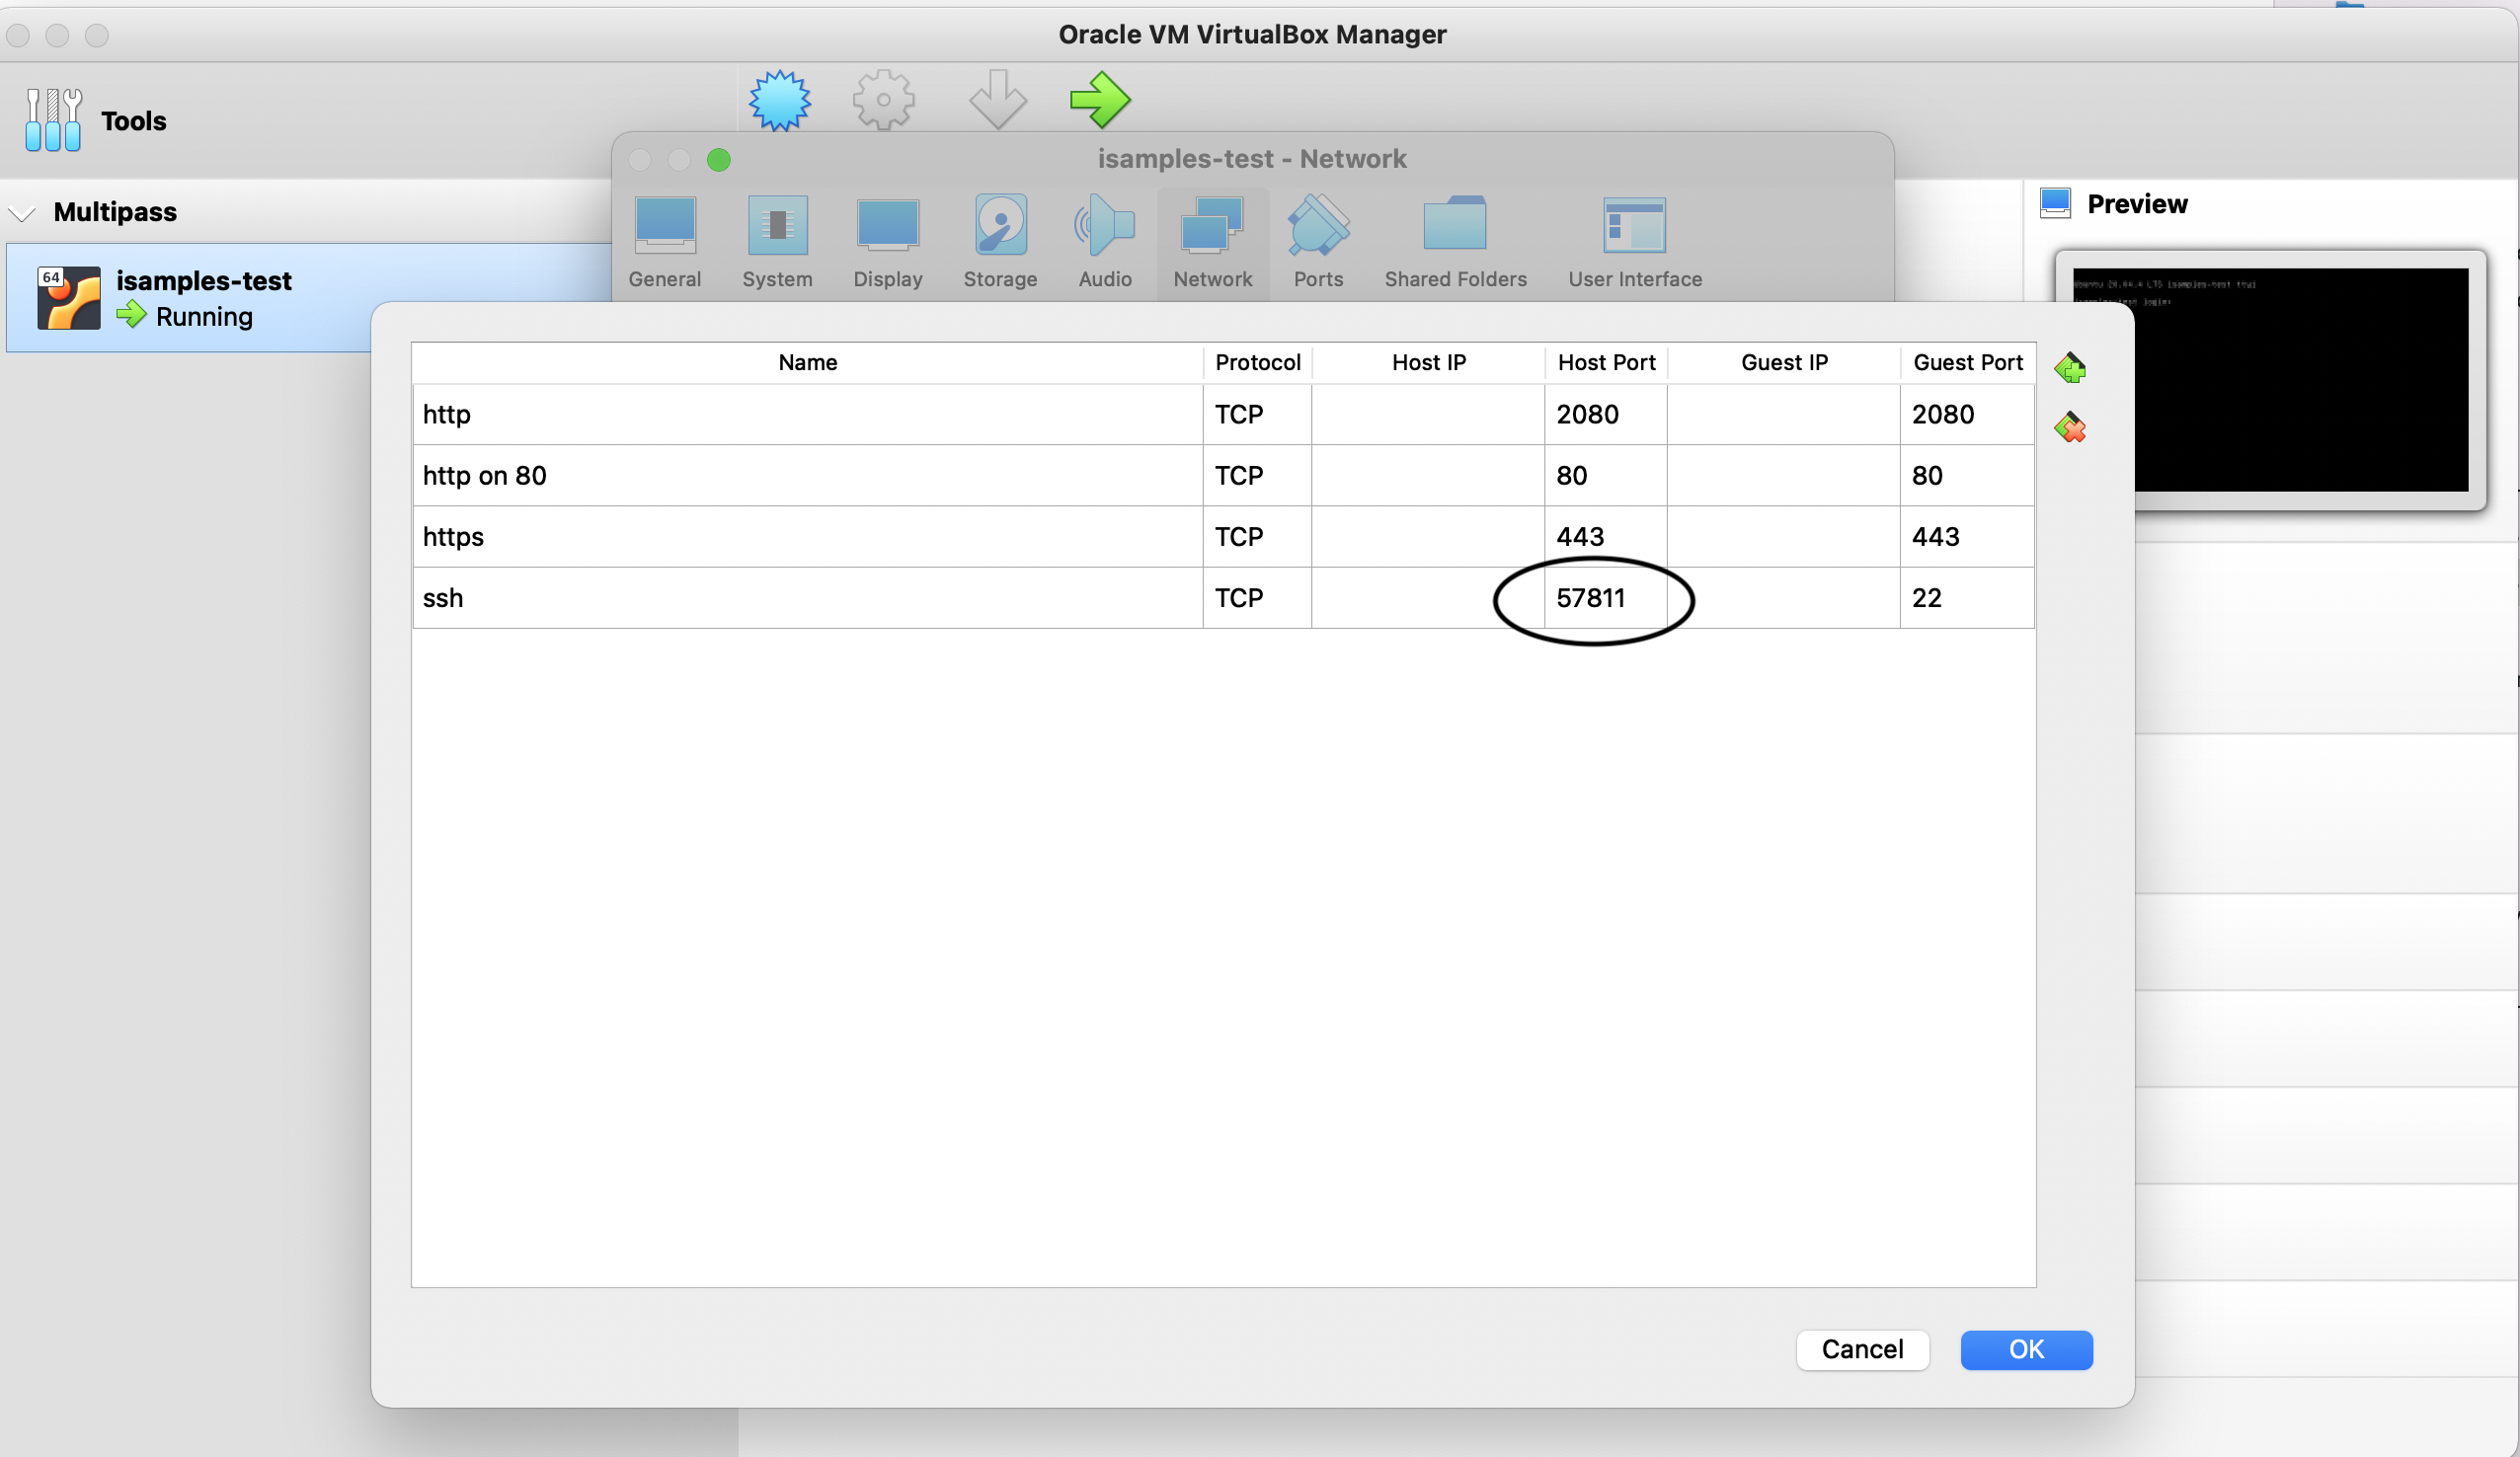 Oracle VM VirtualBox Manager
Tools
isamples-test - Network
Multipass
General System Display Storage Audio Network Ports Shared Folders User Interface
Preview
64
isamples-test
Running
Name Protocol Host IP Host Port Guest IP Guest Port
http TCP 2080 2080
http on 80 TCP 80 80
https TCP 443 443
ssh TCP 57811 22
Cancel OK